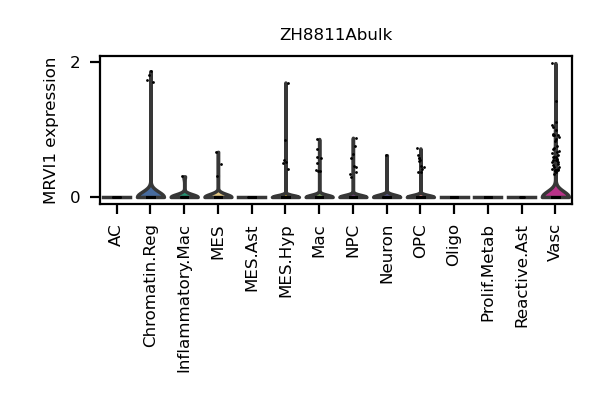 ZH8811Abulk
MRVI1 expression
2
0
AC
Chromatin.Reg
Inflammatory.Mac
MES
MES.Ast
MES.Hyp
Mac
NPC
Neuron
OPC
Oligo
Prolif.Metab
Reactive.Ast
Vasc